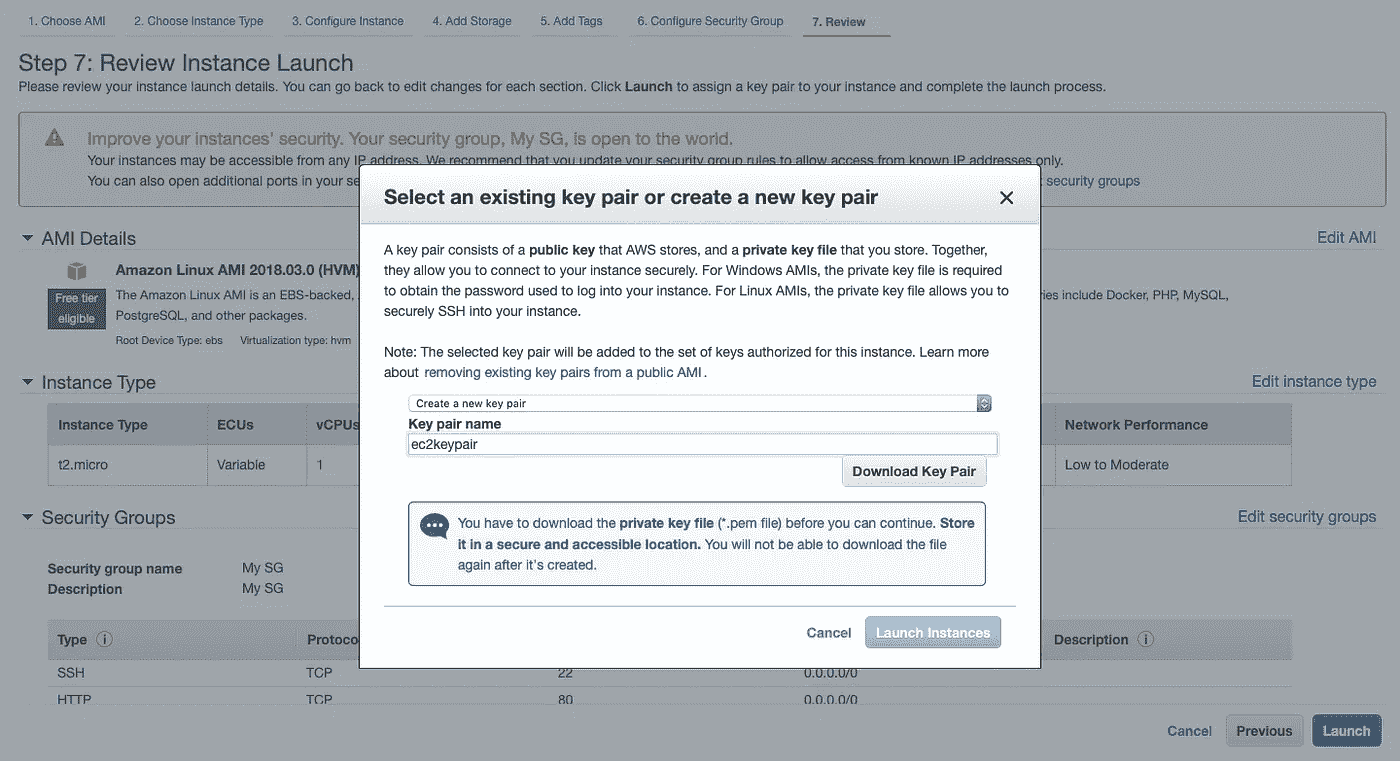 1. Choose AMI 2. Choose Instance Type 3. Configure Instance 4. Add Storage 5. Add Tags 6. Configure Security Group 7. Review
Step 7: Review Instance Launch
Please review your instance launch details. You can go back to edit changes for each section. Click Launch to assign a key pair to your instance and complete the launch process.
Improve your instances' security. Your security group, My SG, is open to the world.
Your instances may be accessible from any IP address. We recommend that you update your security group rules to allow access from known IP addresses only.
You can also open additional ports in your se
security groups
Select an existing key pair or create a new key pair
A key pair consists of a public key that AWS stores, and a private key file that you store. Together,
they allow you to connect to your instance securely. For Windows AMIs, the private key file is required
to obtain the password used to log into your instance. For Linux AMIs, the private key file allows you to
securely SSH into your instance.
Note: The selected key pair will be added to the set of keys authorized for this instance. Learn more
about removing existing key pairs from a public AMI.
Create a new key pair
Key pair name
ec2keypair
Download Key Pair
You have to download the private key file (*.pem file) before you can continue. Store
it in a secure and accessible location. You will not be able to download the file
again after it's created.
Cancel Launch Instances
AMI Details Edit AMI
Amazon Linux AMI 2018.03.0 (HVM)
Free tier
eligible
The Amazon Linux AMI is an EBS-backed, ries include Docker, PHP, MySQL,
PostgreSQL, and other packages.
Root Device Type: ebs Virtualization type: hvm
Instance Type Edit instance type
Instance Type ECUs vCPUs Network Performance
t2.micro Variable 1 Low to Moderate
Security Groups Edit security groups
Security group name My SG
Description My SG
Type Protoco Description
SSH TCP 22 0.0.0.0/0
HTTP TCP 80 0.0.0.0/0
Cancel Previous Launch